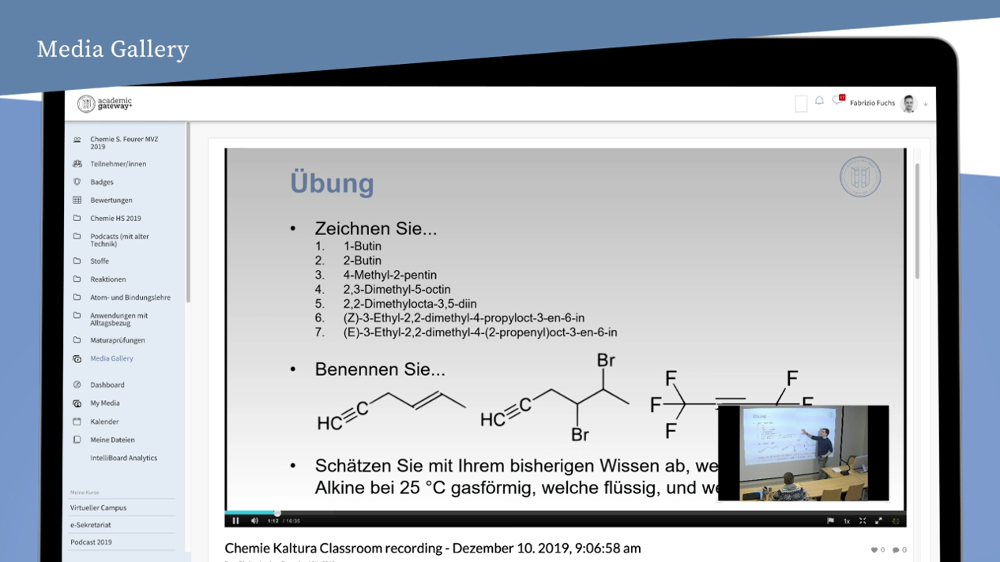 Media Gallery
academic
gateway
Fabrizio Fuchs
Chemie S. Feurer MVZ
2019
Teilnehmer/innen
Badges
Bewertungen
Chemie HS 2019
Podcasts (mit alter
Technik)
Stoffe
Reaktionen
Atom- und Bindungslehre
Anwendungen mit
Alltagsbezug
Maturaprüfungen
Media Gallery
Dashboard
My Media
Kalender
Meine Dateien
IntelliBoard Analytics
Meine Kurse
Virtueller Campus
e-Sekretariat
Podcast 2019
Übung
• Zeichnen Sie...
1. 1-Butin
2. 2-Butin
3. 4-Methyl-2-pentin
4. 2,3-Dimethyl-5-octin
5. 2,2-Dimethylocta-3,5-diin
6. (Z)-3-Ethyl-2,2-dimethyl-4-propyloct-3-en-6-in
7. (E)-3-Ethyl-2,2-dimethyl-4-(2-propenyl)oct-3-en-6-in
• Benennen Sie...
HC C
HC C Br Br
F F F F F
• Schätzen Sie mit Ihrem bisherigen Wissen ab, we
Alkine bei 25 °C gasförmig, welche flüssig, und we
Übung
1:12 / 16:35
1x
Chemie Kaltura Classroom recording - Dezember 10. 2019, 9:06:58 am
0 0